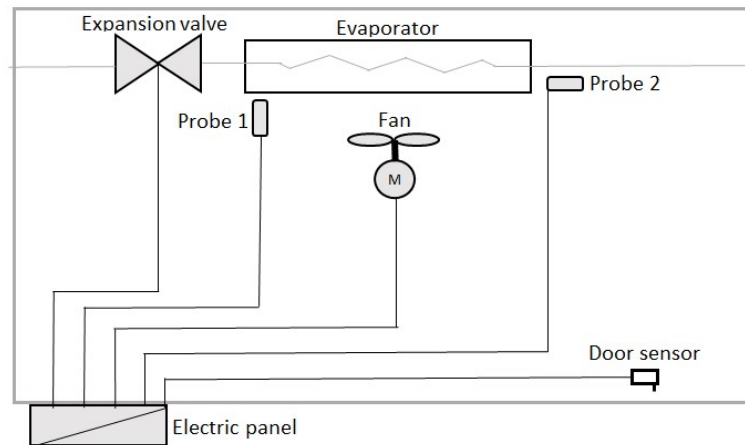 Expansion valve
Evaporator
Probe 2
Probe 1
Fan
M
Door sensor
Electric panel